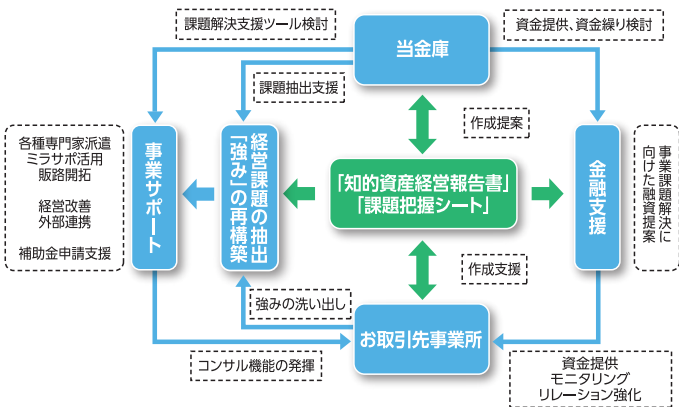 課題解決支援ツール検討
当金庫
資金提供、資金繰り検討
課題抽出支援
作成提案
各種専門家派遣
ミラサポ活用
販路開拓
経営改善
外部連携
補助金申請支援
事業サポート
経営課題の抽出
「強み」の再構築
「知的資産経営報告書」
「課題把握シート」
金融支援
事業課題解決に
向けた融資提案
作成支援
強みの洗い出し
お取引先事業所
コンサル機能の発揮
資金提供
モニタリング
リレーション強化